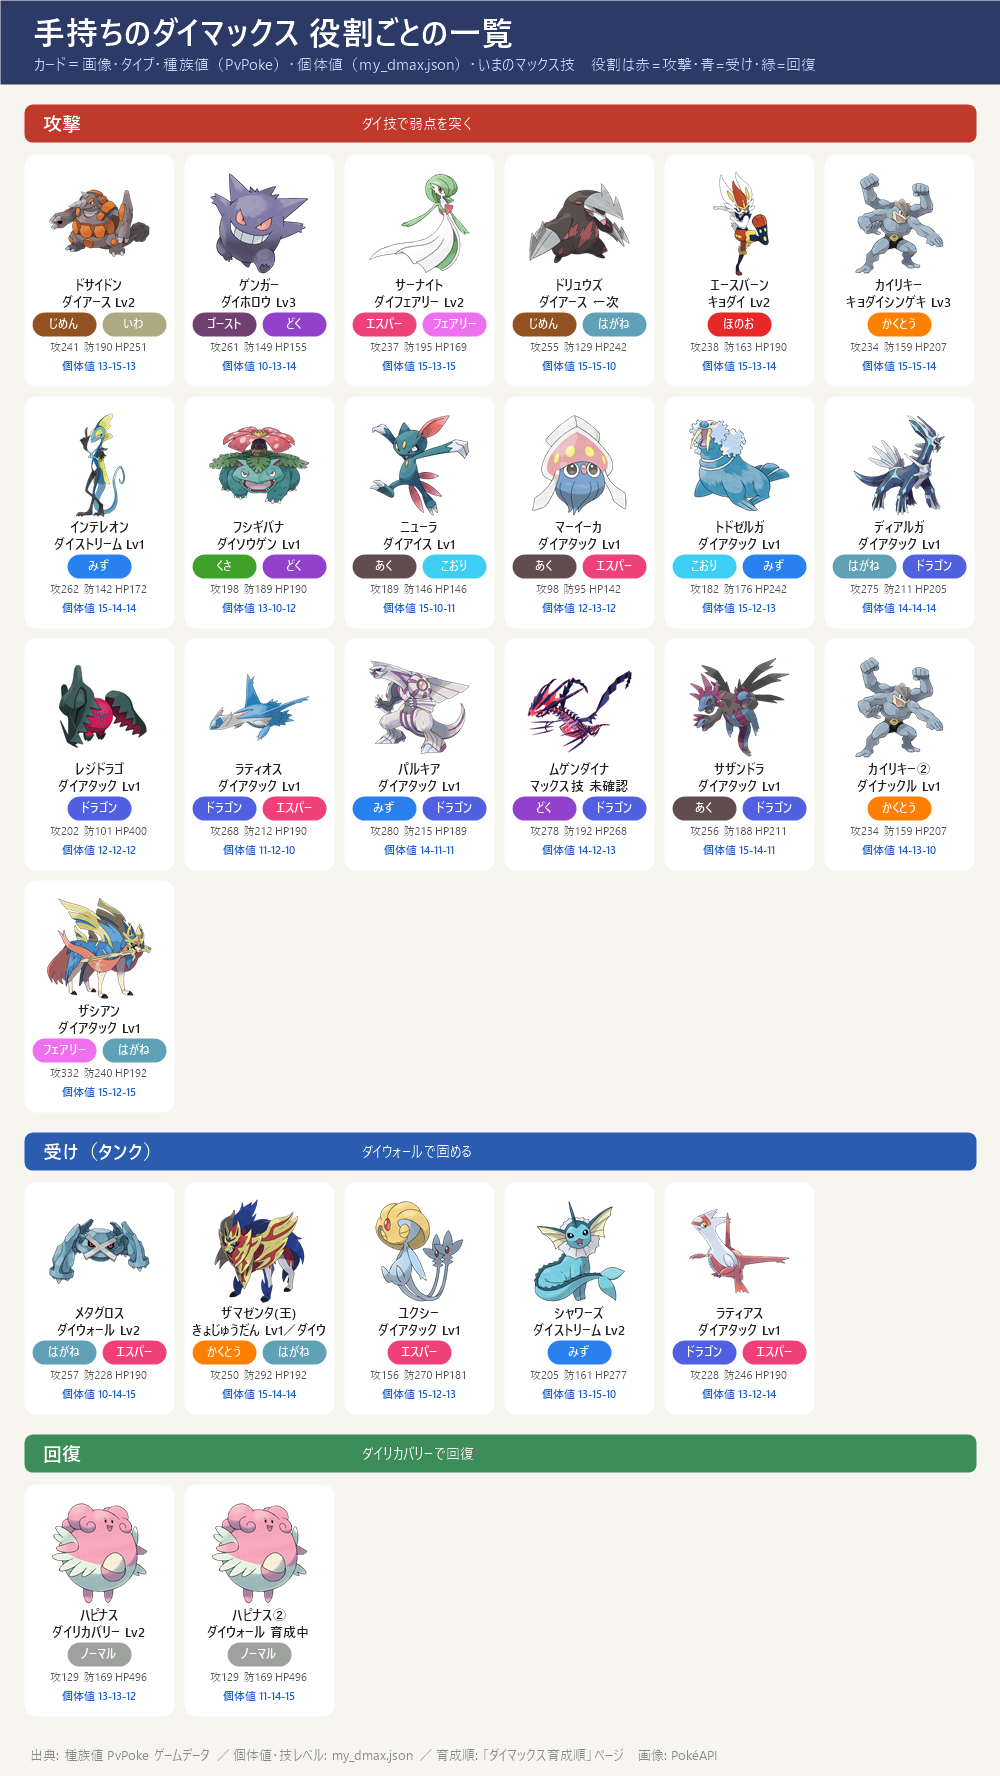 手持ちのダイマックス 役割ごとの一覧
カード＝画像・タイプ・種族値（PvPoke）・個体値（my_dmax.json）・いまのマックス技　役割は赤=攻撃・青=受け・緑=回復
攻撃　ダイ技で弱点を突く
ドサイドン
ダイアース Lv2
じめん いわ
攻241 防190 HP251
個体値 13-15-13
ゲンガー
ダイホロウ Lv3
ゴースト どく
攻261 防149 HP155
個体値 10-13-14
サーナイト
ダイフェアリー Lv2
エスパー フェアリー
攻237 防195 HP169
個体値 15-13-15
ドリュウズ
ダイアース 一次
じめん はがね
攻255 防129 HP242
個体値 15-15-10
エースバーン
キョダイ Lv2
ほのお
攻238 防163 HP190
個体値 15-13-14
カイリキー
キョダイシンゲキ Lv3
かくとう
攻234 防159 HP207
個体値 15-15-14
インテレオン
ダイストリーム Lv1
みず
攻262 防142 HP172
個体値 15-14-14
フシギバナ
ダイソウゲン Lv1
くさ どく
攻198 防189 HP190
個体値 13-10-12
ニューラ
ダイアイス Lv1
あく こおり
攻189 防146 HP146
個体値 15-10-11
マーイーカ
ダイアタック Lv1
あく エスパー
攻98 防95 HP142
個体値 12-13-12
トドゼルガ
ダイアタック Lv1
こおり みず
攻182 防176 HP242
個体値 15-12-13
ディアルガ
ダイアタック Lv1
はがね ドラゴン
攻275 防211 HP205
個体値 14-14-14
レジドラゴ
ダイアタック Lv1
ドラゴン
攻202 防101 HP400
個体値 12-12-12
ラティオス
ダイアタック Lv1
ドラゴン エスパー
攻268 防212 HP190
個体値 11-12-10
パルキア
ダイアタック Lv1
みず ドラゴン
攻280 防215 HP189
個体値 14-11-11
ムゲンダイナ
マックス技 未確認
どく ドラゴン
攻278 防192 HP268
個体値 14-12-13
サザンドラ
ダイアタック Lv1
あく ドラゴン
攻256 防188 HP211
個体値 15-14-11
カイリキー②
ダイナックル Lv1
かくとう
攻234 防159 HP207
個体値 14-13-10
ザシアン
ダイアタック Lv1
フェアリー はがね
攻332 防240 HP192
個体値 15-12-15
受け（タンク）　ダイウォールで固める
メタグロス
ダイウォール Lv2
はがね エスパー
攻257 防228 HP190
個体値 10-14-15
ザマゼンタ(王)
きょじゅうだん Lv1／ダイウ
かくとう はがね
攻250 防292 HP192
個体値 15-14-14
ユクシー
ダイアタック Lv1
エスパー
攻156 防270 HP181
個体値 15-12-13
シャワーズ
ダイストリーム Lv2
みず
攻205 防161 HP277
個体値 13-15-10
ラティアス
ダイアタック Lv1
ドラゴン エスパー
攻228 防246 HP190
個体値 13-12-14
回復　ダイリカバリーで回復
ハピナス
ダイリカバリー Lv2
ノーマル
攻129 防169 HP496
個体値 13-13-12
ハピナス②
ダイウォール 育成中
ノーマル
攻129 防169 HP496
個体値 11-14-15
出典: 種族値 PvPoke ゲームデータ ／ 個体値・技レベル: my_dmax.json ／ 育成順: 「ダイマックス育成順」ページ　画像: PokéAPI